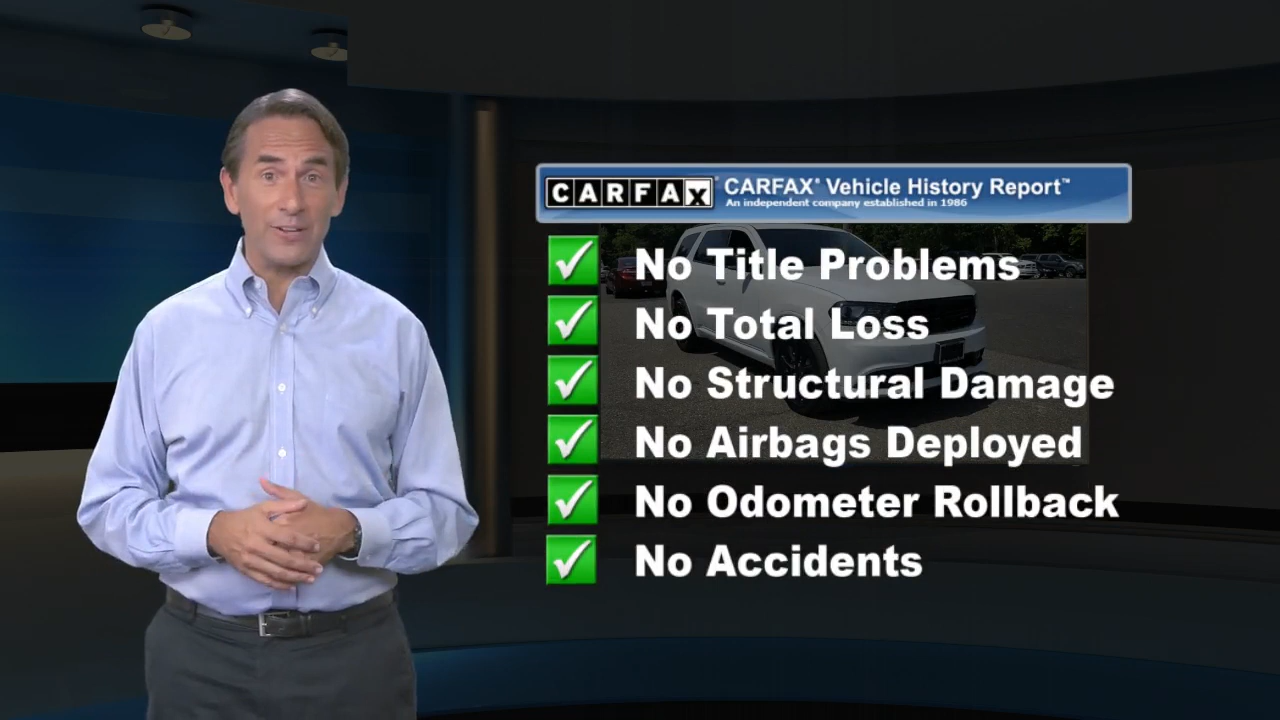 CARFAX
CARFAX® Vehicle History Report™
An independent company established in 1986
No Title Problems
No Total Loss
No Structural Damage
No Airbags Deployed
No Odometer Rollback
No Accidents